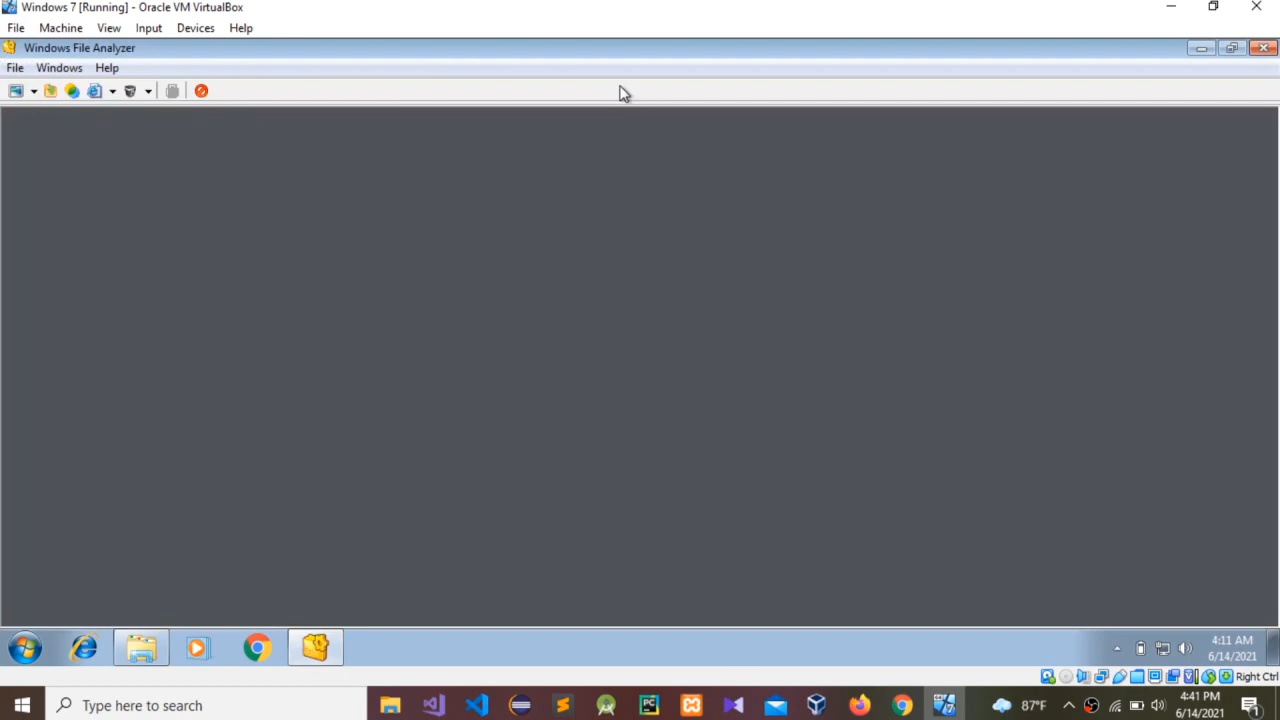 Windows 7 [Running] - Oracle VM VirtualBox
File Machine View Input Devices Help
Windows File Analyzer
File Windows Help
4:11 AM
6/14/2021
Right Ctrl
Type here to search
87°F
4:41 PM
6/14/2021
1